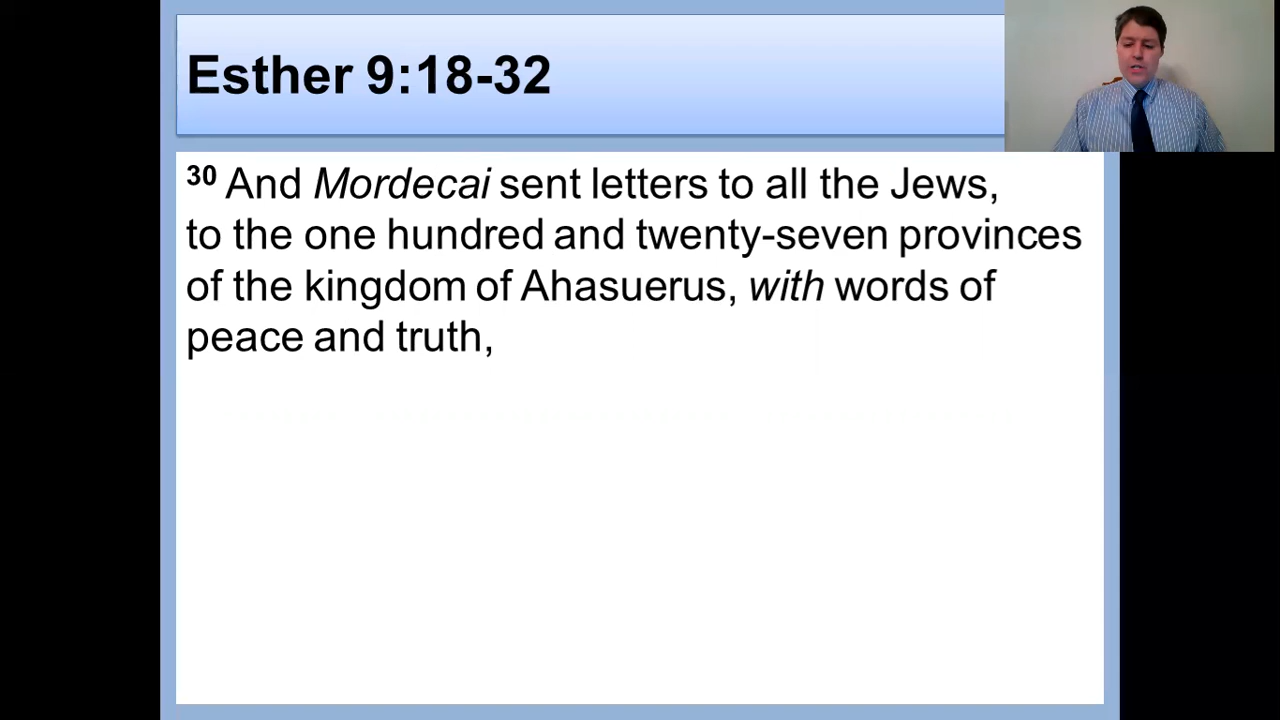 Esther 9:18-32
30 And Mordecai sent letters to all the Jews,
to the one hundred and twenty-seven provinces
of the kingdom of Ahasuerus, with words of
peace and truth,